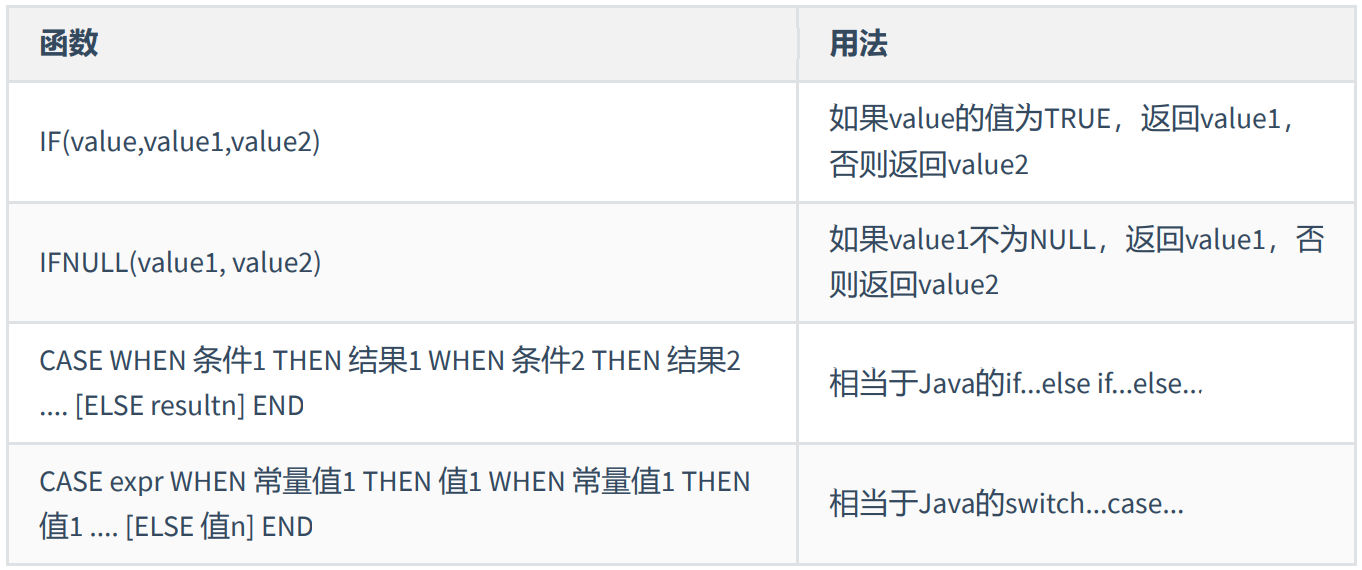 函数
用法
IF(value,value1,value2)
如果value的值为TRUE，返回value1，
否则返回value2
IFNULL(value1, value2)
如果value1不为NULL，返回value1，否
则返回value2
CASE WHEN 条件1 THEN 结果1 WHEN 条件2 THEN 结果2
.... [ELSE resultn] END
相当于Java的if...else if...else...
CASE expr WHEN 常量值1 THEN 值1 WHEN 常量值1 THEN
值1 .... [ELSE 值n] END
相当于Java的switch...case...